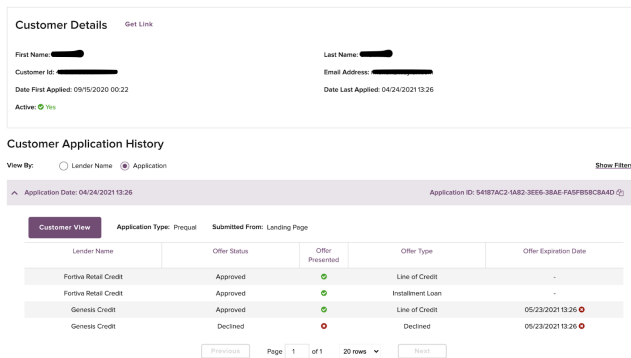 Customer Details Get Link
First Name:
Last Name:
Customer Id:
Email Address:
Date First Applied: 09/15/2020 00:22
Date Last Applied: 04/24/2021 13:26
Active: Yes
Customer Application History
View By: Lender Name Application
Show Filters
Application Date: 04/24/2021 13:26
Application ID: 54187AC2-1A82-3EE6-38AE-FA5FB58C8A4D
Customer View Application Type: Prequal Submitted From: Landing Page
Lender Name Offer Status Offer Presented Offer Type Offer Expiration Date
Fortiva Retail Credit Approved Line of Credit -
Fortiva Retail Credit Approved Installment Loan -
Genesis Credit Approved Line of Credit 05/23/2021 13:26
Genesis Credit Declined Declined 05/23/2021 13:26
Previous Page 1 of 1 20 rows Next